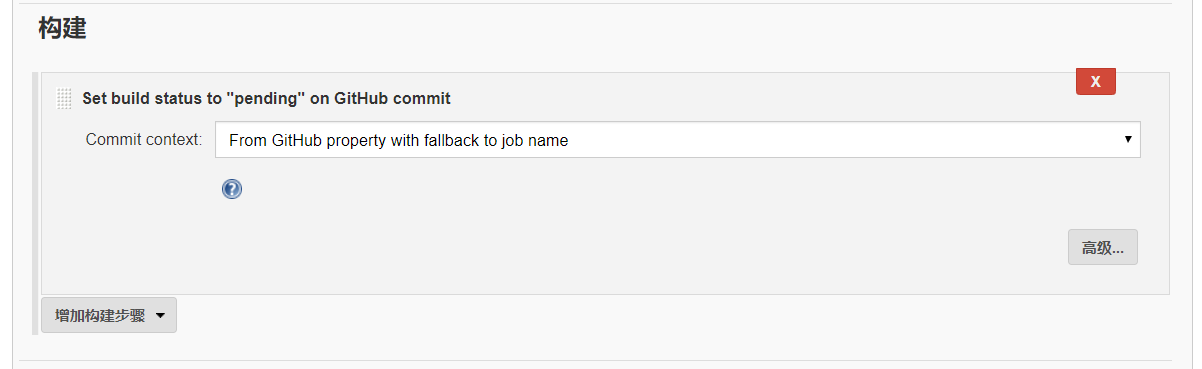 构建
X
Set build status to "pending" on GitHub commit
Commit context: From GitHub property with fallback to job name
?
高级...
增加构建步骤